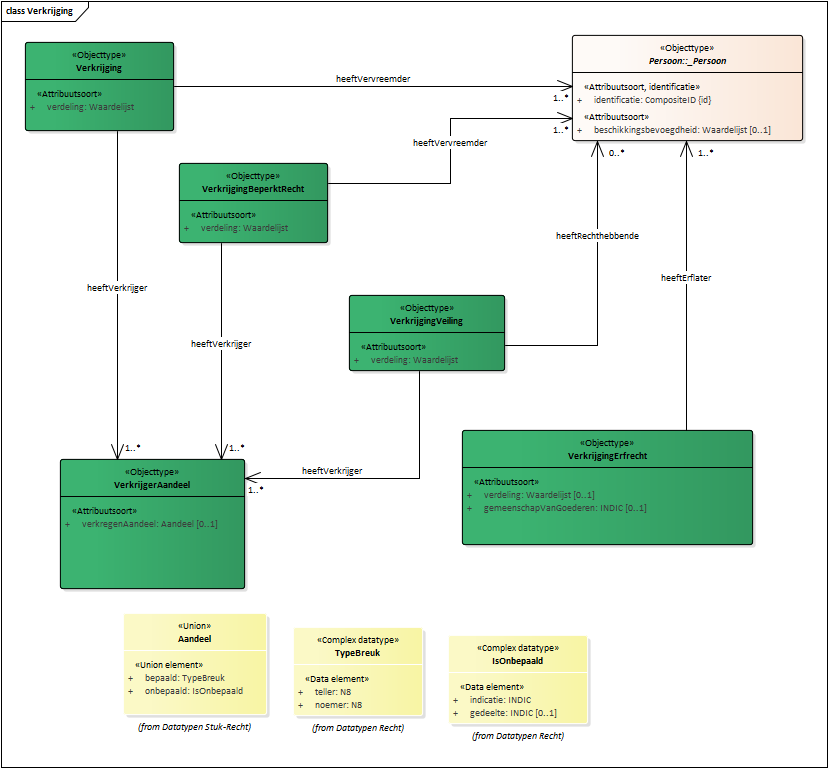 class Verkrijging
«Objecttype»
Verkrijging
«Attribuutsoort»
+ verdeling: Waardelijst
heeftVervreemder
1..*
«Objecttype»
Persoon::_Persoon
«Attribuutsoort, identificatie»
+ identificatie: CompositeID {id}
«Attribuutsoort»
+ beschikkingsbevoegdheid: Waardelijst [0..1]
heeftVervreemder
1..*
0..*
1..*
«Objecttype»
VerkrijgingBeperktRecht
«Attribuutsoort»
+ verdeling: Waardelijst
heeftRechthebbende
heeftErflater
heeftVerkrijger
heeftVerkrijger
«Objecttype»
VerkrijgingVeiling
«Attribuutsoort»
+ verdeling: Waardelijst
1..*
1..*
heeftVerkrijger
1..*
«Objecttype»
VerkrijgerAandeel
«Attribuutsoort»
+ verkregenAandeel: Aandeel [0..1]
«Objecttype»
VerkrijgingErfrecht
«Attribuutsoort»
+ verdeling: Waardelijst [0..1]
+ gemeenschapVanGoederen: INDIC [0..1]
«Union»
Aandeel
«Union element»
+ bepaald: TypeBreuk
+ onbepaald: IsOnbepaald
(from Datatypen Stuk-Recht)
«Complex datatype»
TypeBreuk
«Data element»
+ teller: N8
+ noemer: N8
(from Datatypen Recht)
«Complex datatype»
IsOnbepaald
«Data element»
+ indicatie: INDIC
+ gedeelte: INDIC [0..1]
(from Datatypen Recht)